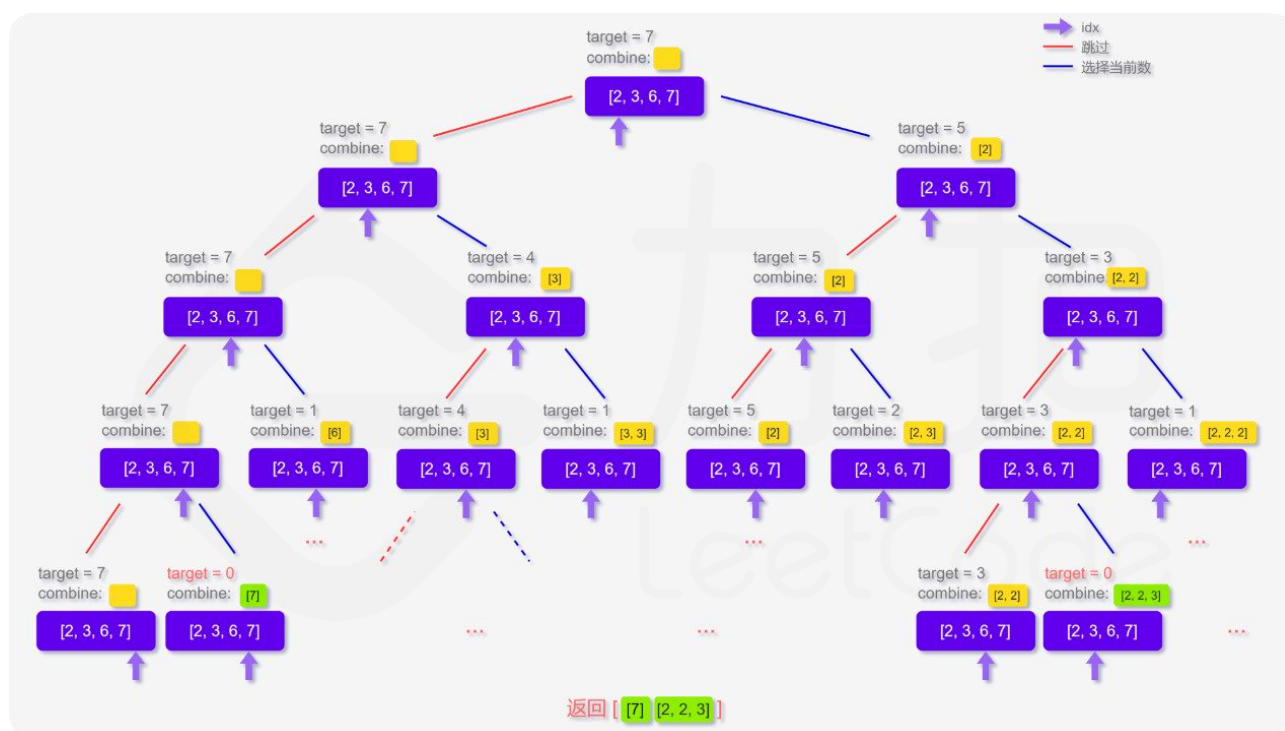 idx
跳过
选择当前数
target = 7
combine:
[2, 3, 6, 7]
target = 7
combine:
[2, 3, 6, 7]
target = 5
combine: [2]
[2, 3, 6, 7]
target = 7
combine:
[2, 3, 6, 7]
target = 4
combine: [3]
[2, 3, 6, 7]
target = 5
combine: [2]
[2, 3, 6, 7]
target = 3
combine: [2, 2]
[2, 3, 6, 7]
target = 7
combine:
[2, 3, 6, 7]
target = 1
combine: [6]
[2, 3, 6, 7]
...
target = 4
combine: [3]
[2, 3, 6, 7]
target = 1
combine: [3, 3]
[2, 3, 6, 7]
target = 5
combine: [2]
[2, 3, 6, 7]
...
target = 2
combine: [2, 3]
[2, 3, 6, 7]
target = 3
combine: [2, 2]
[2, 3, 6, 7]
target = 1
combine: [2, 2, 2]
[2, 3, 6, 7]
...
target = 7
combine:
[2, 3, 6, 7]
target = 0
combine: [7]
[2, 3, 6, 7]
...
...
target = 3
combine: [2, 2]
[2, 3, 6, 7]
target = 0
combine: [2, 2, 3]
[2, 3, 6, 7]
...
返回 [ [7] [2, 2, 3] ]
力扣
LeetCode